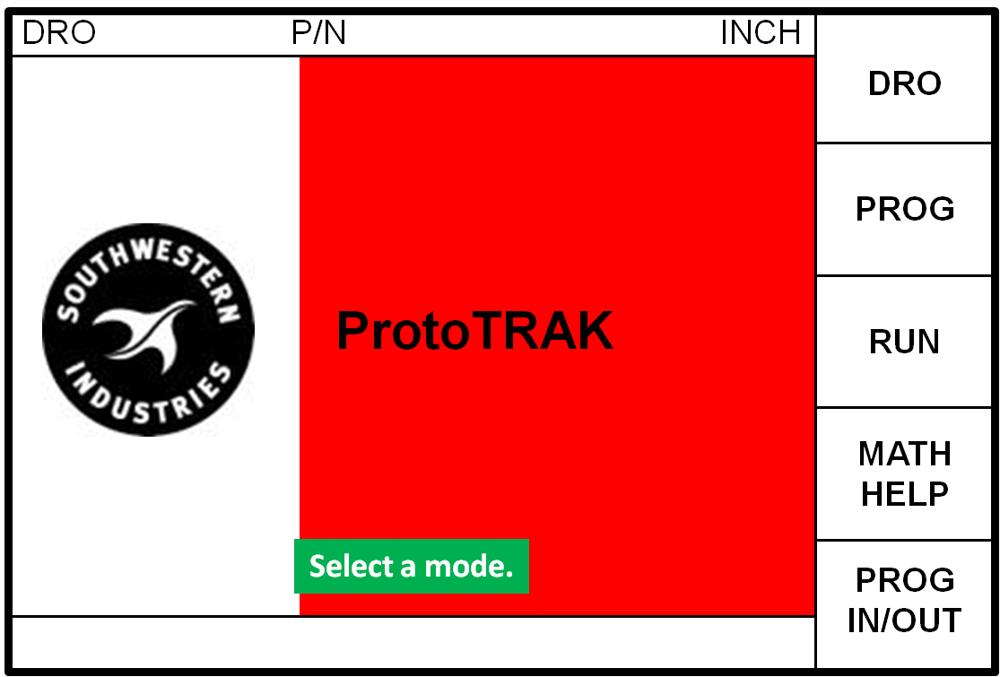 DRO P/N INCH
DRO
PROG
RUN
MATH
HELP
PROG
IN/OUT
SOUTHWESTERN
INDUSTRIES
ProtoTRAK
Select a mode.